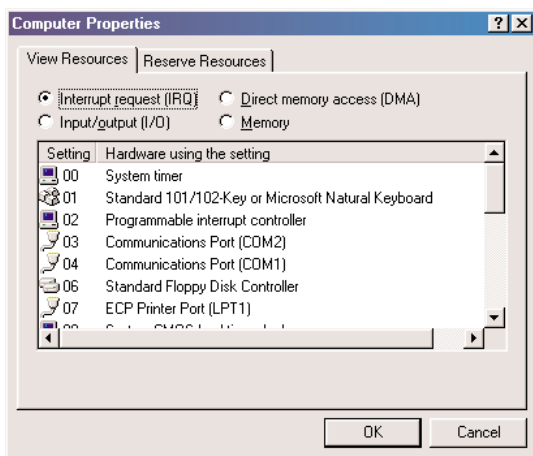 Computer Properties
View Resources Reserve Resources
Interrupt request (IRQ) Direct memory access (DMA)
Input/output (I/O) Memory
Setting Hardware using the setting
00 System timer
01 Standard 101/102-Key or Microsoft Natural Keyboard
02 Programmable interrupt controller
03 Communications Port (COM2)
04 Communications Port (COM1)
06 Standard Floppy Disk Controller
07 ECP Printer Port (LPT1)
OK Cancel